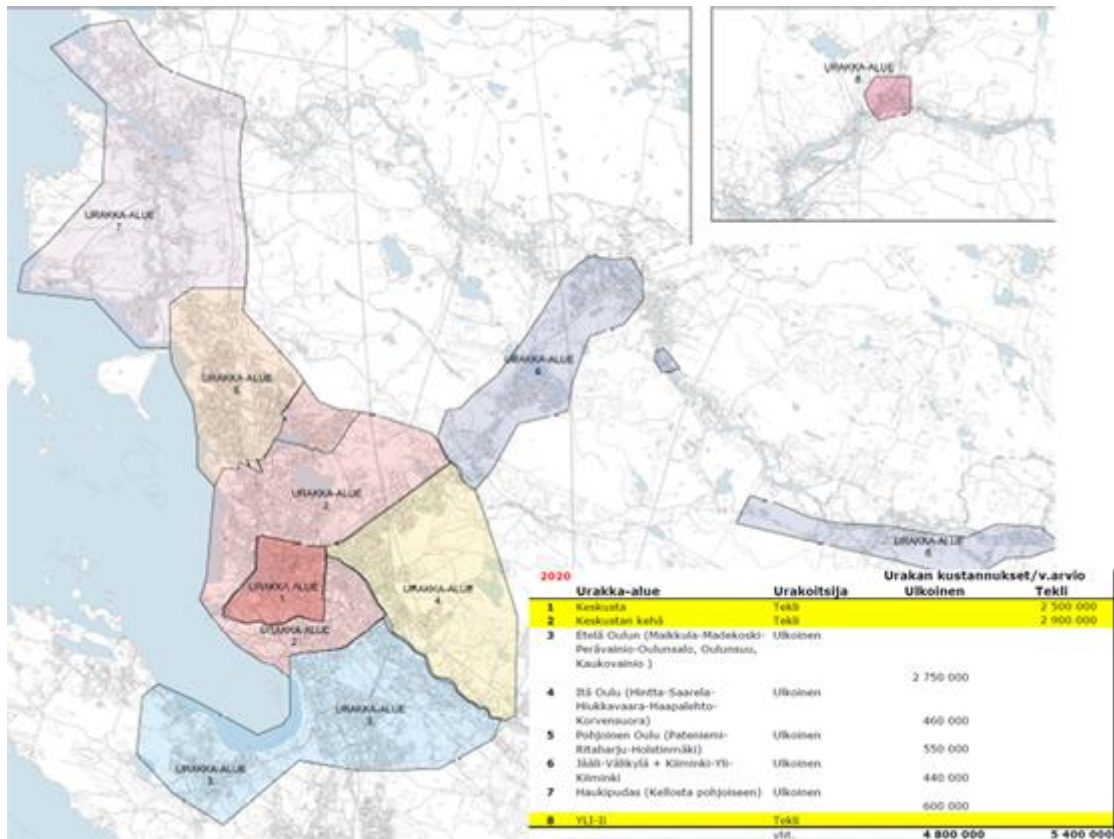 URAKKA-ALUE
8
URAKKA-ALUE
7
URAKKA-ALUE
6
URAKKA-ALUE
5
URAKKA-ALUE
2
URAKKA-ALUE
6
URAKKA-ALUE
1
URAKKA-ALUE
4
URAKKA-ALUE
2
URAKKA-ALUE
3
URAKKA-ALUE
3
2020 Urakan kustannukset/v.arvio
Urakka-alue Urakoitsija Ulkoinen Tekli
1 Keskusta Tekli 2 500 000
2 Keskustan kehä Tekli 2 900 000
3 Etelä Oulun (Maikkula-Madekoski- Ulkoinen
Perävainio-Oulunsalo, Oulunsuu,
Kaukovainio )
2 750 000
4 Itä Oulu (Hintta-Saarela- Ulkoinen
Hiukkavaara-Haapalehto-
Korvensuora) 460 000
5 Pohjoinen Oulu (Pateniemi- Ulkoinen
Ritaharju-Holstinmäki) 550 000
6 Jääli-Välikylä + Kiiminki-Yli- Ulkoinen
Kiiminki 440 000
7 Haukipudas (Kellosta pohjoiseen) Ulkoinen
600 000
8 YLI-Ii Tekli
yht. 4 800 000 5 400 000